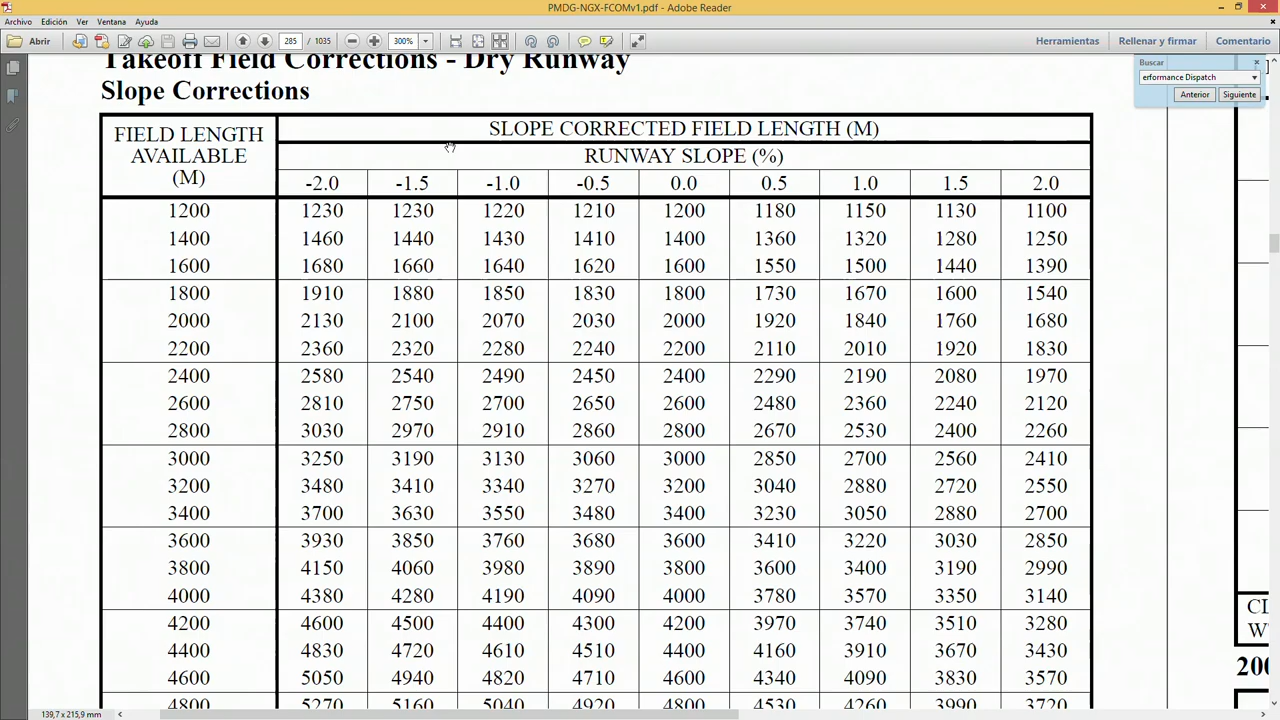 PMDG-NGX-FCOMv1.pdf - Adobe Reader
Archivo Edición Ver Ventana Ayuda
Abrir 285 / 1035 300% Herramientas Rellenar y firmar Comentario
Buscar
erformance Dispatch
Anterior Siguiente
Takeoff Field Corrections - Dry Runway
Slope Corrections
FIELD LENGTH AVAILABLE (M)
SLOPE CORRECTED FIELD LENGTH (M)
RUNWAY SLOPE (%)
-2.0 -1.5 -1.0 -0.5 0.0 0.5 1.0 1.5 2.0
1200 1230 1230 1220 1210 1200 1180 1150 1130 1100
1400 1460 1440 1430 1410 1400 1360 1320 1280 1250
1600 1680 1660 1640 1620 1600 1550 1500 1440 1390
1800 1910 1880 1850 1830 1800 1730 1670 1600 1540
2000 2130 2100 2070 2030 2000 1920 1840 1760 1680
2200 2360 2320 2280 2240 2200 2110 2010 1920 1830
2400 2580 2540 2490 2450 2400 2290 2190 2080 1970
2600 2810 2750 2700 2650 2600 2480 2360 2240 2120
2800 3030 2970 2910 2860 2800 2670 2530 2400 2260
3000 3250 3190 3130 3060 3000 2850 2700 2560 2410
3200 3480 3410 3340 3270 3200 3040 2880 2720 2550
3400 3700 3630 3550 3480 3400 3230 3050 2880 2700
3600 3930 3850 3760 3680 3600 3410 3220 3030 2850
3800 4150 4060 3980 3890 3800 3600 3400 3190 2990
4000 4380 4280 4190 4090 4000 3780 3570 3350 3140
4200 4600 4500 4400 4300 4200 3970 3740 3510 3280
4400 4830 4720 4610 4510 4400 4160 3910 3670 3430
4600 5050 4940 4820 4710 4600 4340 4090 3830 3570
4800 5270 5160 5040 4920 4800 4530 4260 3990 3720
CL
W
200
139,7 x 215,9 mm